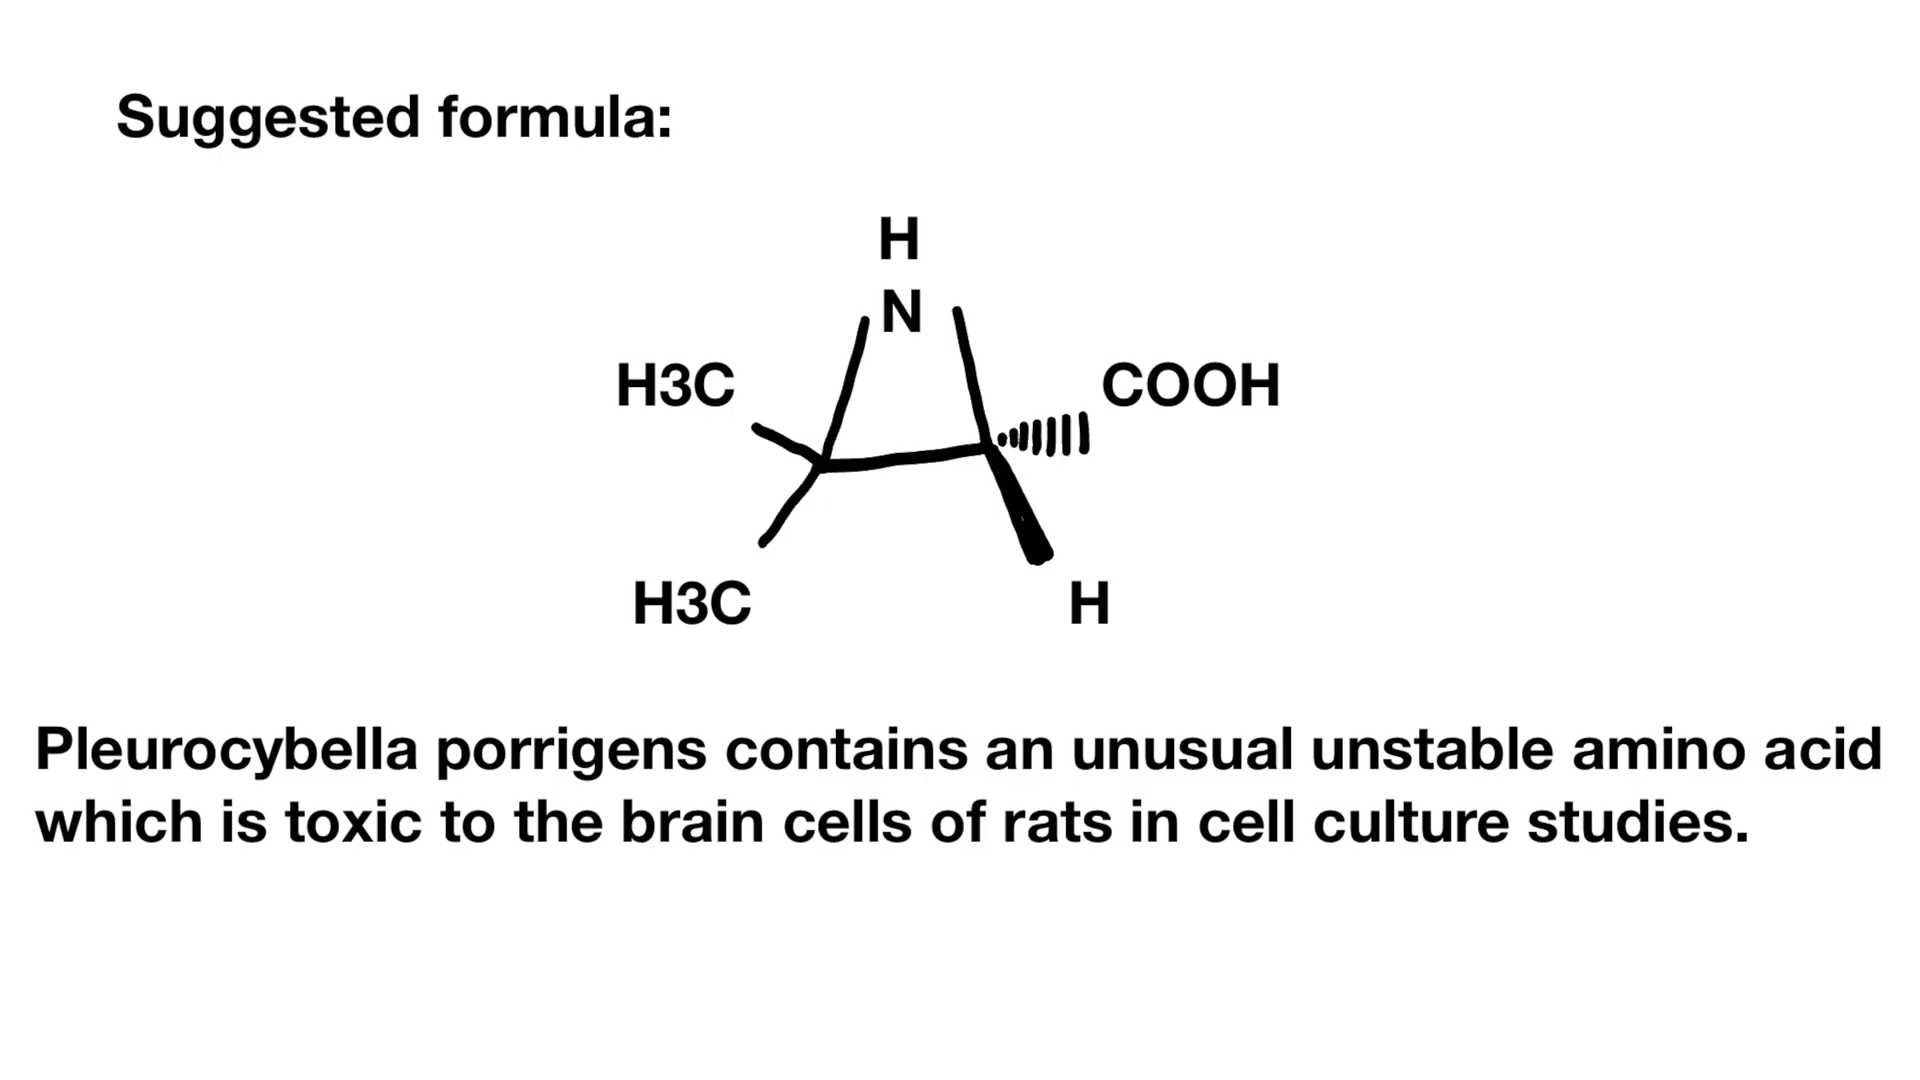 Suggested formula:
H
N
H3C
COOH
H3C
H
Pleurocybella porrigens contains an unusual unstable amino acid
which is toxic to the brain cells of rats in cell culture studies.